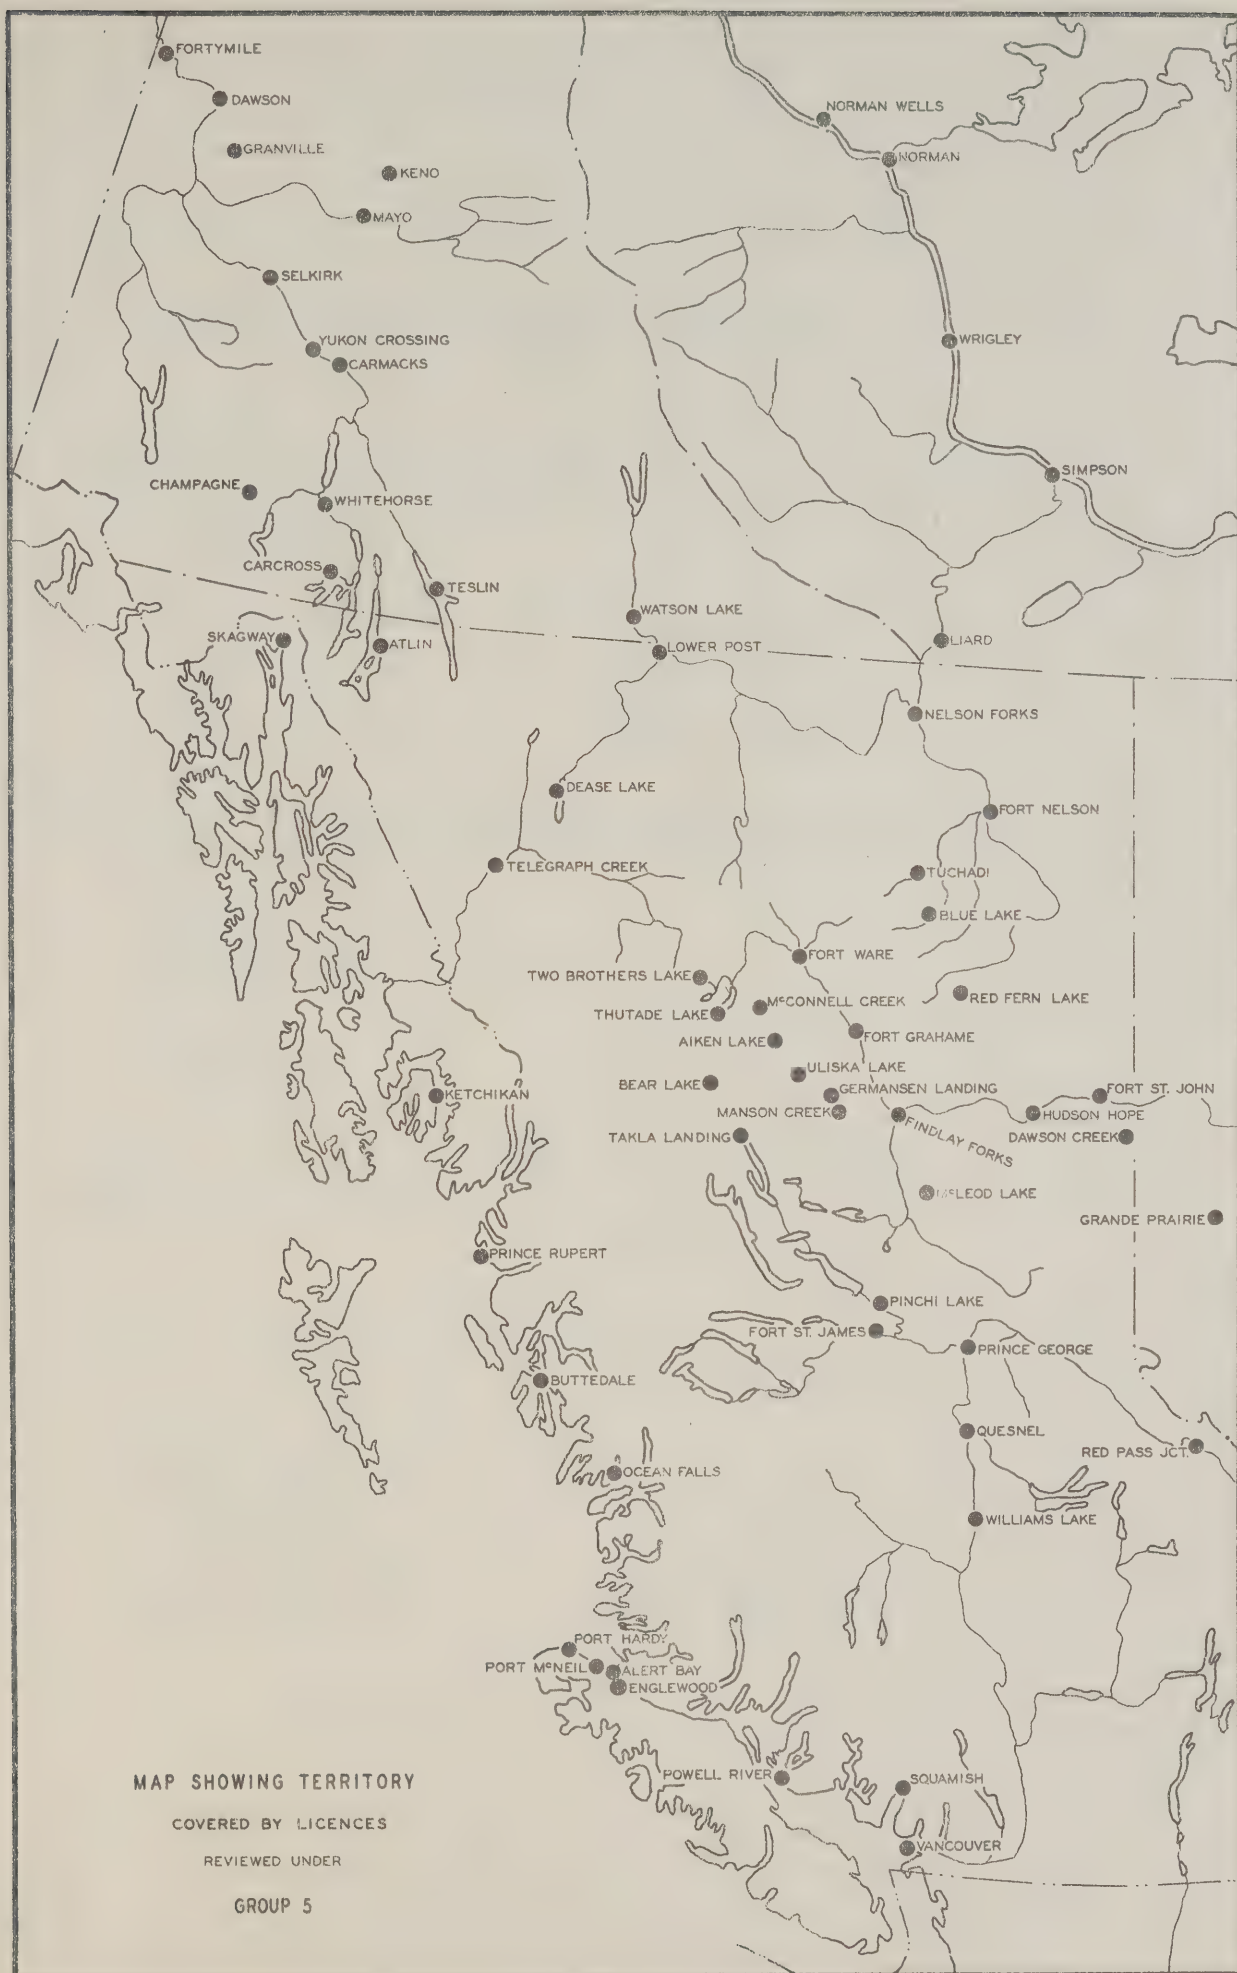 FORTYMILE
DAWSON
NORMAN WELLS
GRANVILLE
NORMAN
KENO
MAYO
SELKIRK
YUKON CROSSING
WRIGLEY
CARMACKS
SIMPSON
CHAMPAGNE
WHITEHORSE
CARCROSS
TESLIN
WATSON LAKE
SKAGWAY
ATLIN
LOWER POST
LIARD
NELSON FORKS
DEASE LAKE
FORT NELSON
TELEGRAPH CREEK
TUCHADI
BLUE LAKE
FORT WARE
TWO BROTHERS LAKE
McCONNELL CREEK
RED FERN LAKE
THUTADE LAKE
FORT GRAHAME
AIKEN LAKE
ULISKA LAKE
BEAR LAKE
GERMANSEN LANDING
FORT ST. JOHN
KETCHIKAN
MANSON CREEK
HUDSON HOPE
FINDLAY FORKS
TAKLA LANDING
DAWSON CREEK
McLEOD LAKE
GRANDE PRAIRIE
PRINCE RUPERT
PINCHI LAKE
FORT ST. JAMES
PRINCE GEORGE
BUTTEDALE
QUESNEL
RED PASS JCT.
OCEAN FALLS
WILLIAMS LAKE
PORT HARDY
PORT McNEIL
ALERT BAY
ENGLEWOOD
POWELL RIVER
SQUAMISH
VANCOUVER
MAP SHOWING TERRITORY
COVERED BY LICENCES
REVIEWED UNDER
GROUP 5